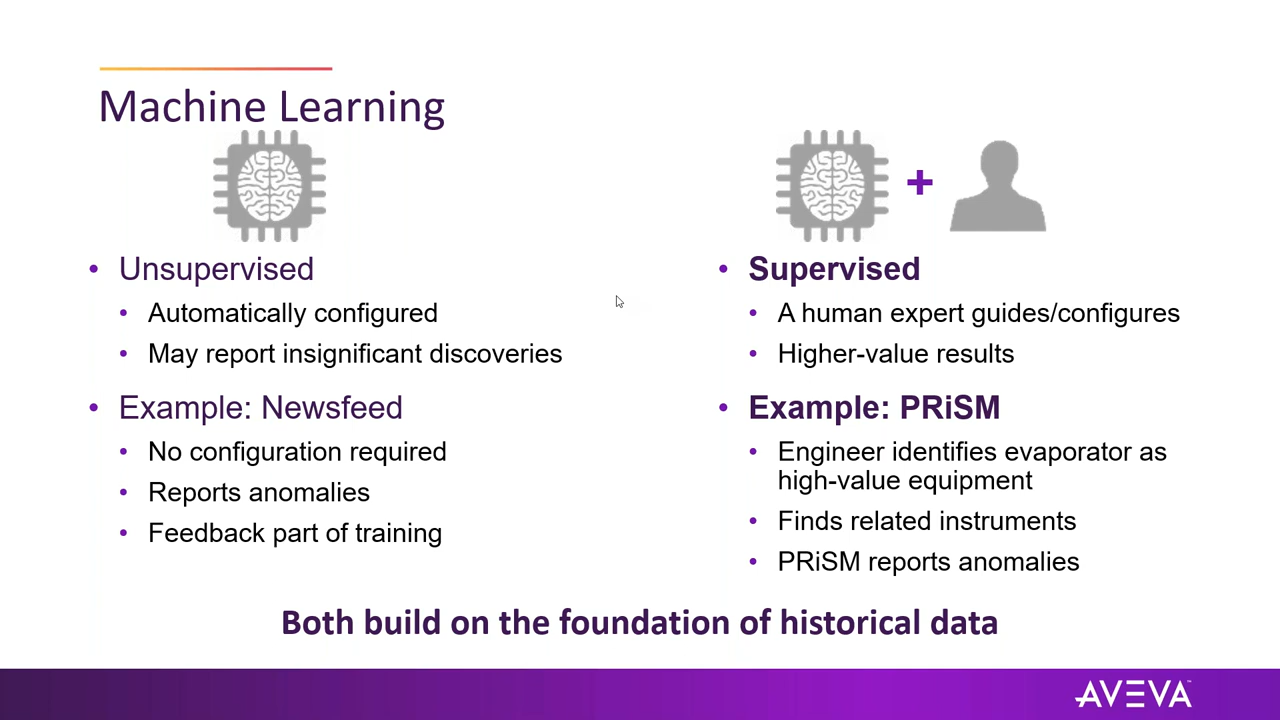 Machine Learning
+
• Unsupervised
• Automatically configured
• May report insignificant discoveries
• Example: Newsfeed
• No configuration required
• Reports anomalies
• Feedback part of training
• Supervised
• A human expert guides/configures
• Higher-value results
• Example: PRiSM
• Engineer identifies evaporator as
high-value equipment
• Finds related instruments
• PRiSM reports anomalies
Both build on the foundation of historical data
AVEVA™